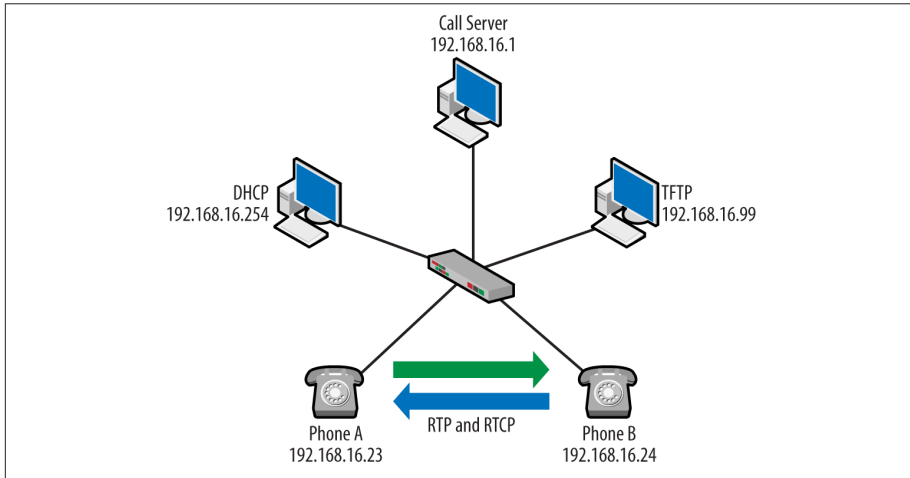 Call Server
192.168.16.1
DHCP
192.168.16.254
TFTP
192.168.16.99
RTP and RTCP
Phone A
192.168.16.23
Phone B
192.168.16.24